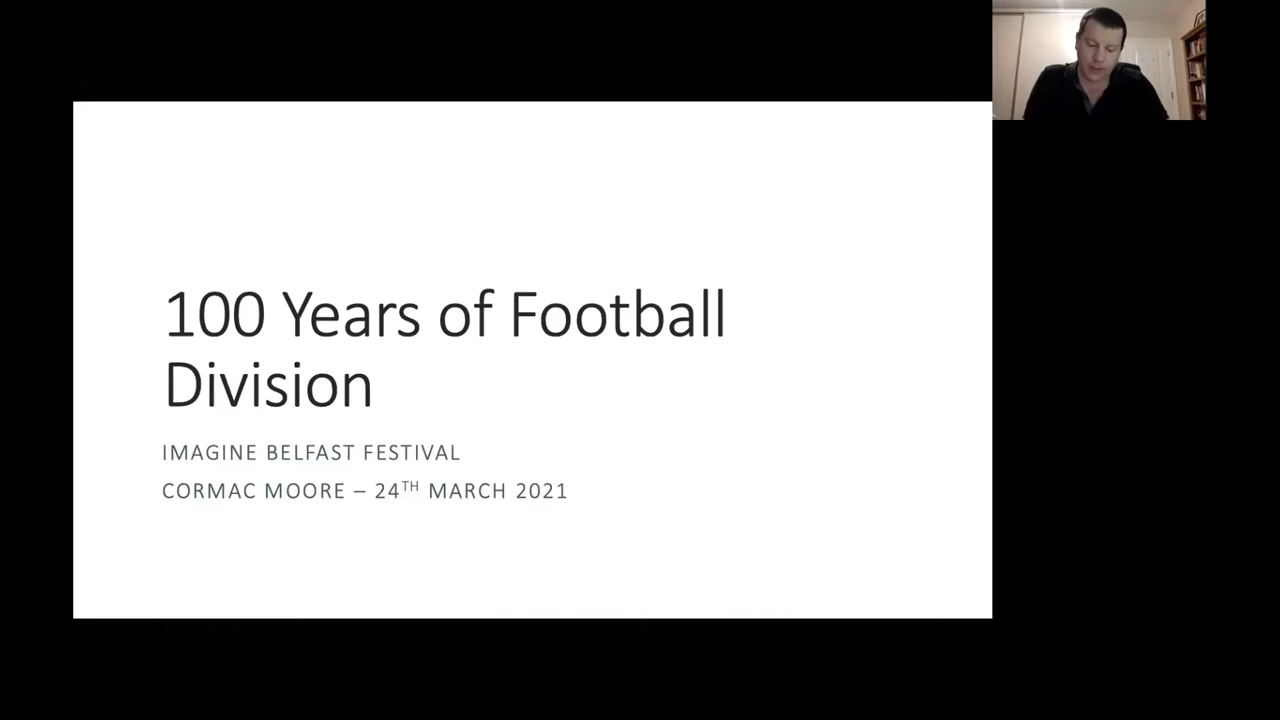 100 Years of Football
Division
IMAGINE BELFAST FESTIVAL
CORMAC MOORE – 24TH MARCH 2021